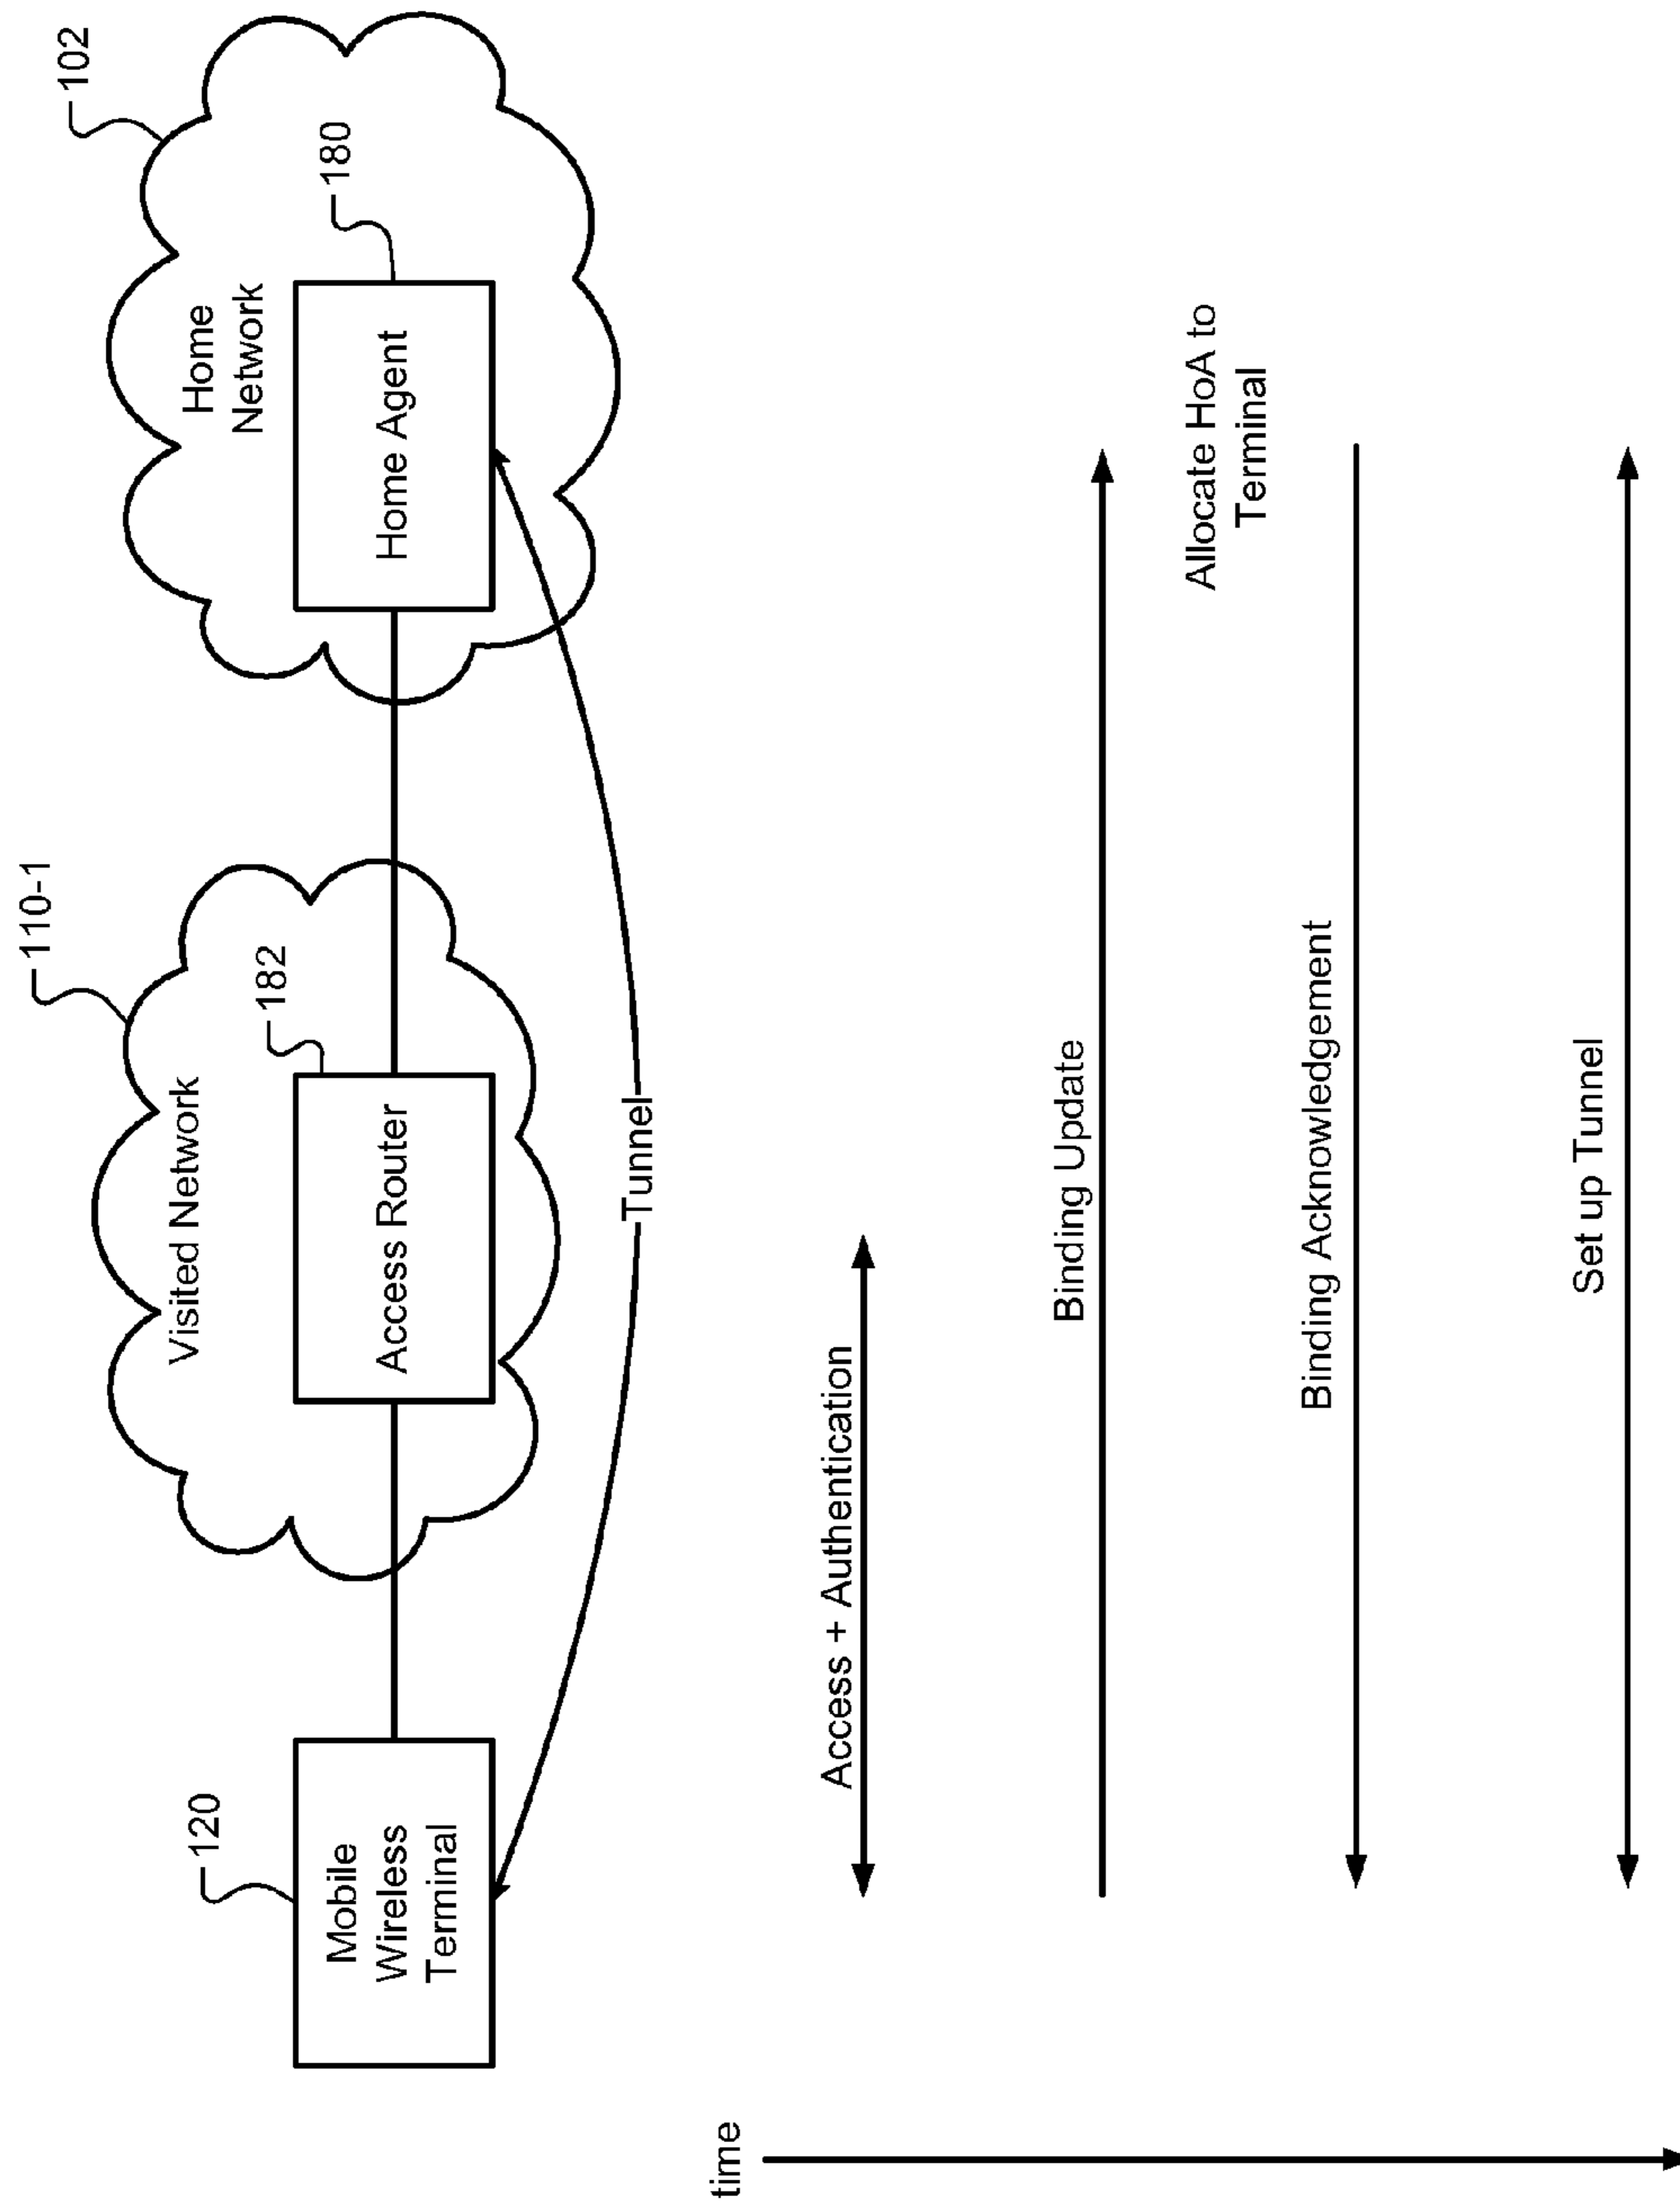 110-1
102
Visited Network
Home
Network
120
182
180
Mobile
Wireless
Terminal
Access Router
Home Agent
Tunnel
time
Access + Authentication
Binding Update
Allocate HoA to
Terminal
Binding Acknowledgement
Set up Tunnel